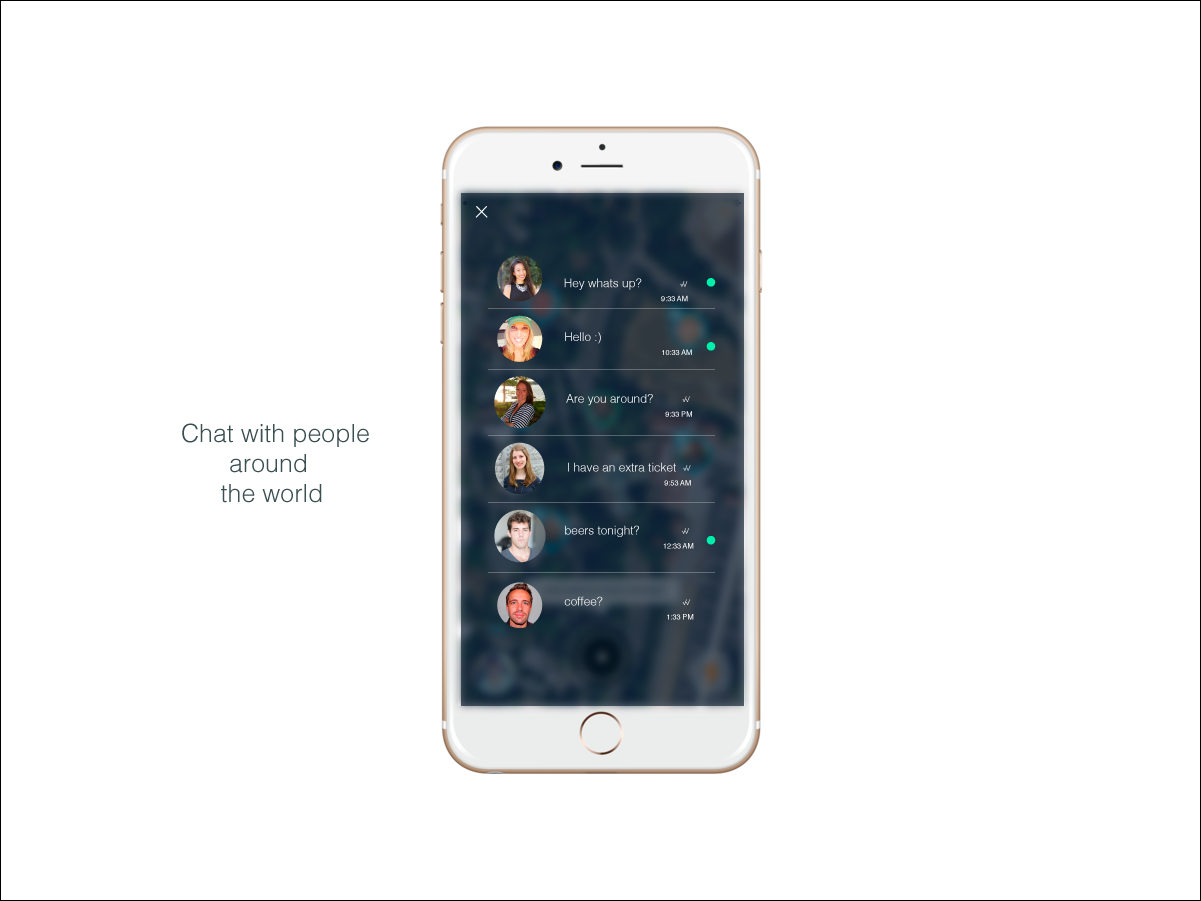 Chat with people
around
the world
Hey whats up?
9:33 AM
Hello :)
10:33 AM
Are you around?
9:33 PM
I have an extra ticket
9:53 AM
beers tonight?
12:33 AM
coffee?
1:33 PM